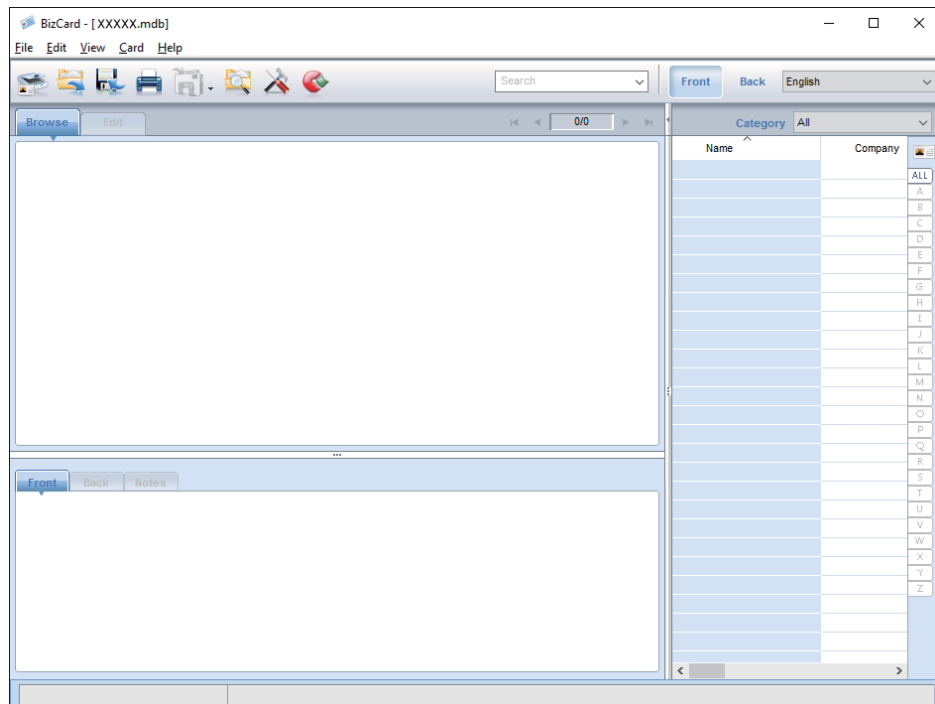 BizCard - [XXXXX.mdb]
File Edit View Card Help
Search Front Back English
Browse Edit 0/0 Category All
Name Company
ALL
A
B
C
D
E
F
G
H
I
J
K
L
M
N
O
P
Q
R
S
T
U
V
W
X
Y
Z
Front Back Notes